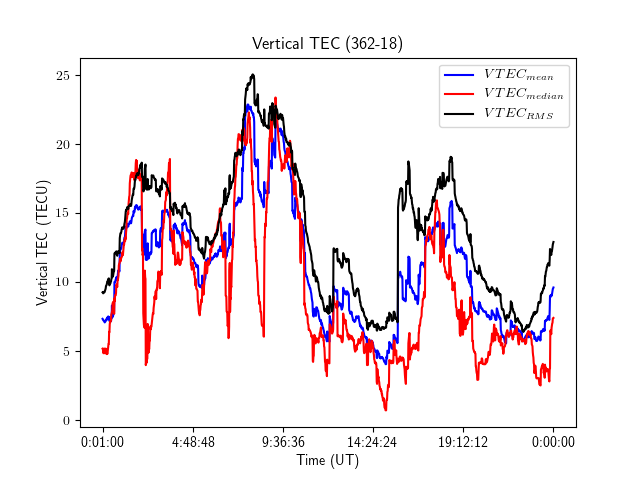 Vertical TEC (362-18)
VTEC_mean
VTEC_median
VTEC_RMS
Vertical TEC (TECU)
25
20
15
10
5
0
0:01:00 4:48:48 9:36:36 14:24:24 19:12:12 0:00:00
Time (UT)